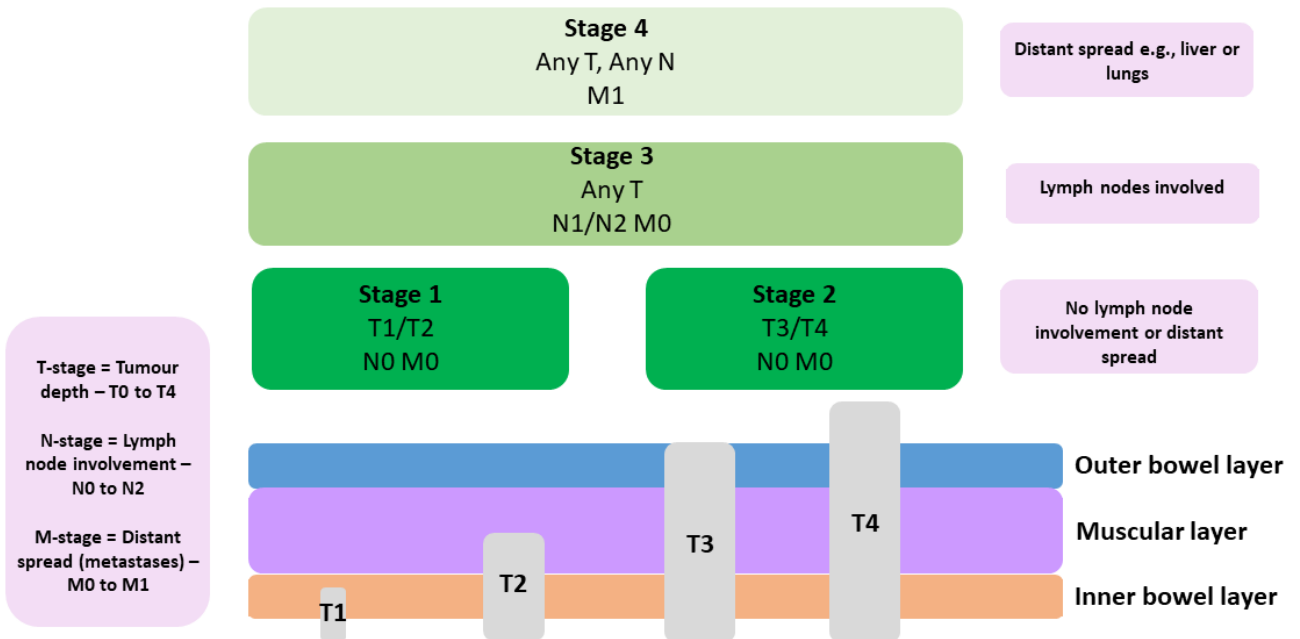 Stage 4
Any T, Any N
M1
Distant spread e.g., liver or
lungs
Stage 3
Any T
N1/N2 M0
Lymph nodes involved
Stage 1
T1/T2
N0 M0
Stage 2
T3/T4
N0 M0
No lymph node
involvement or distant
spread
T-stage = Tumour
depth – T0 to T4
N-stage = Lymph
node involvement –
N0 to N2
M-stage = Distant
spread (metastases) –
M0 to M1
Outer bowel layer
Muscular layer
Inner bowel layer
T1
T2
T3
T4